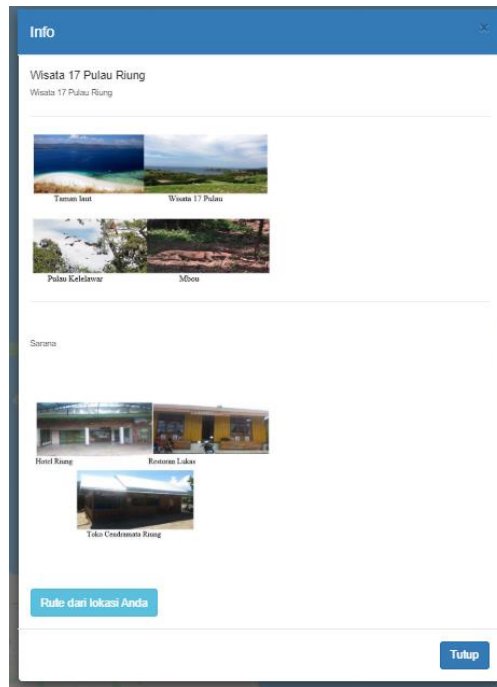 Info
×
Wisata 17 Pulau Riung
Wisata 17 Pulau Riung
Taman laut Wisata 17 Pulau
Pulau Kelelawar Mbou
Sarana
Hotel Riung Restoran Lukas
Toko Cendramata Riung
Rute dari lokasi Anda
Tutup